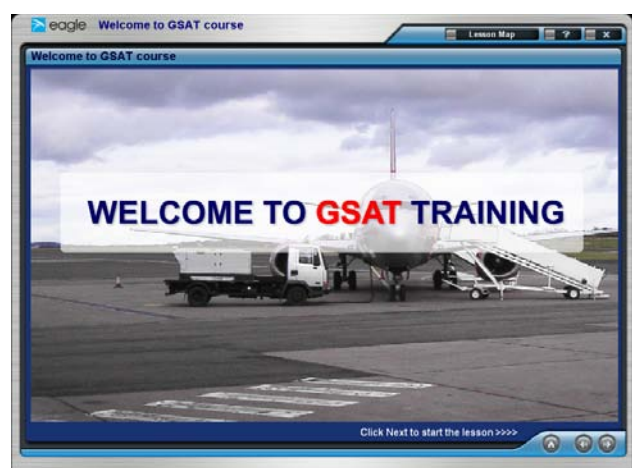 eagle Welcome to GSAT course
Lesson Map ? X
Welcome to GSAT course
WELCOME TO GSAT TRAINING
Click Next to start the lesson >>>>